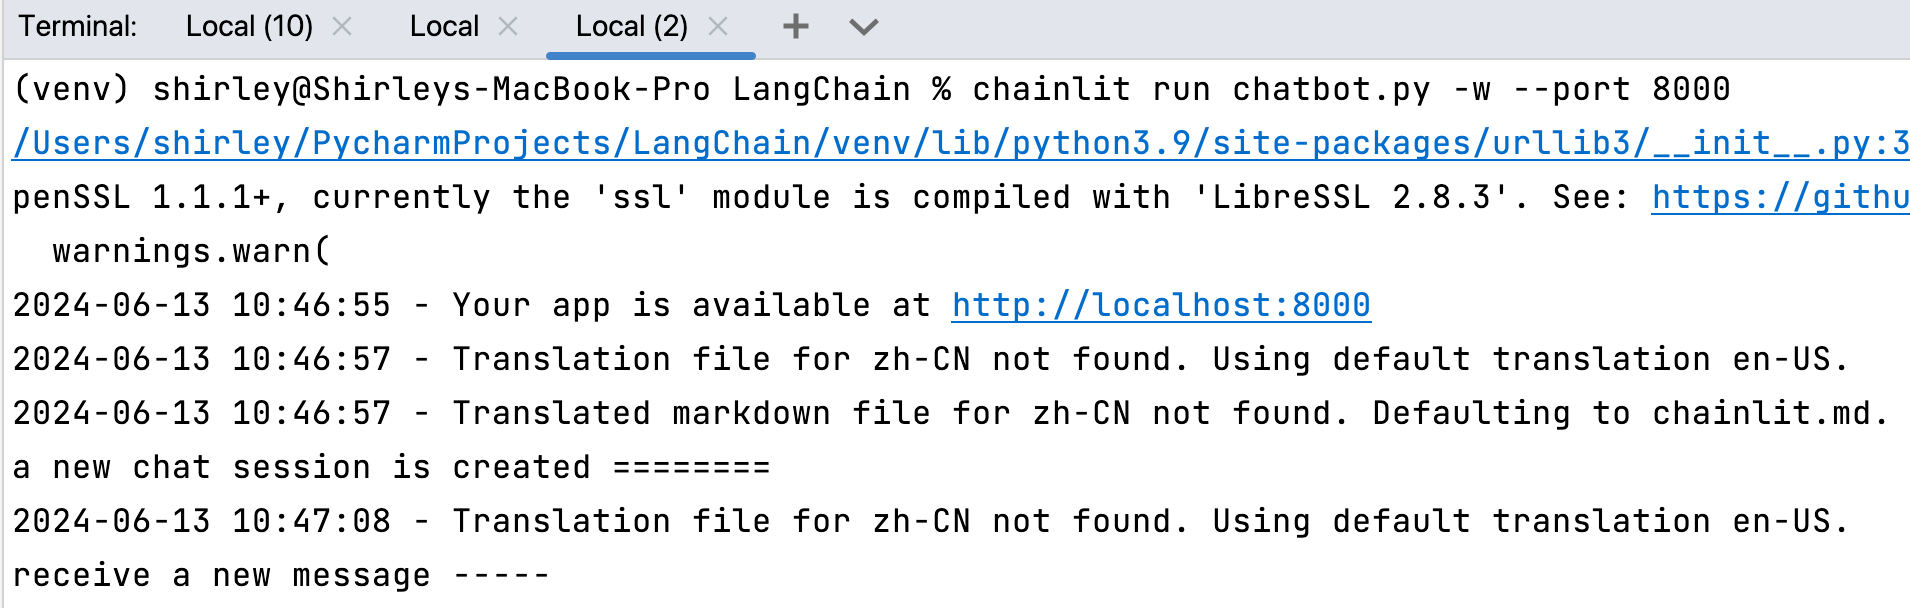 Terminal: Local (10) Local Local (2)
(venv) shirley@Shirleys-MacBook-Pro LangChain % chainlit run chatbot.py -w --port 8000
/Users/shirley/PycharmProjects/LangChain/venv/lib/python3.9/site-packages/urllib3/__init__.py:3
penSSL 1.1.1+, currently the 'ssl' module is compiled with 'LibreSSL 2.8.3'. See: https://githu
  warnings.warn(
2024-06-13 10:46:55 - Your app is available at http://localhost:8000
2024-06-13 10:46:57 - Translation file for zh-CN not found. Using default translation en-US.
2024-06-13 10:46:57 - Translated markdown file for zh-CN not found. Defaulting to chainlit.md.
a new chat session is created ========
2024-06-13 10:47:08 - Translation file for zh-CN not found. Using default translation en-US.
receive a new message -----